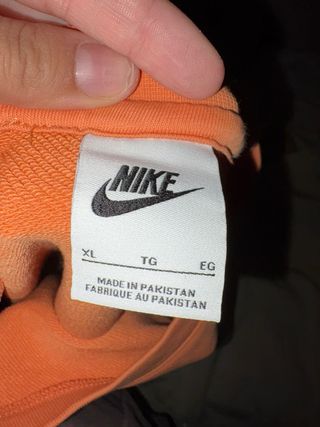 NIKE
XL TG EG
MADE IN PAKISTAN
FABRIQUE AU PAKISTAN